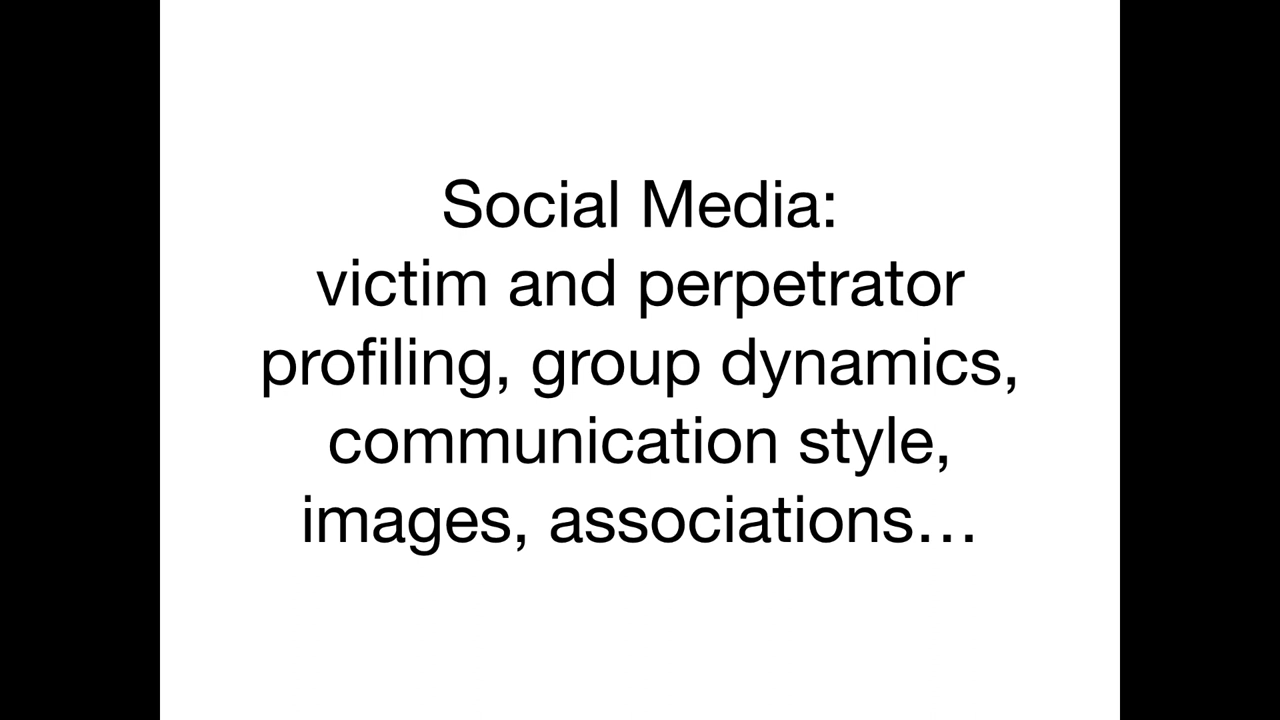 Social Media:
victim and perpetrator
profiling, group dynamics,
communication style,
images, associations…